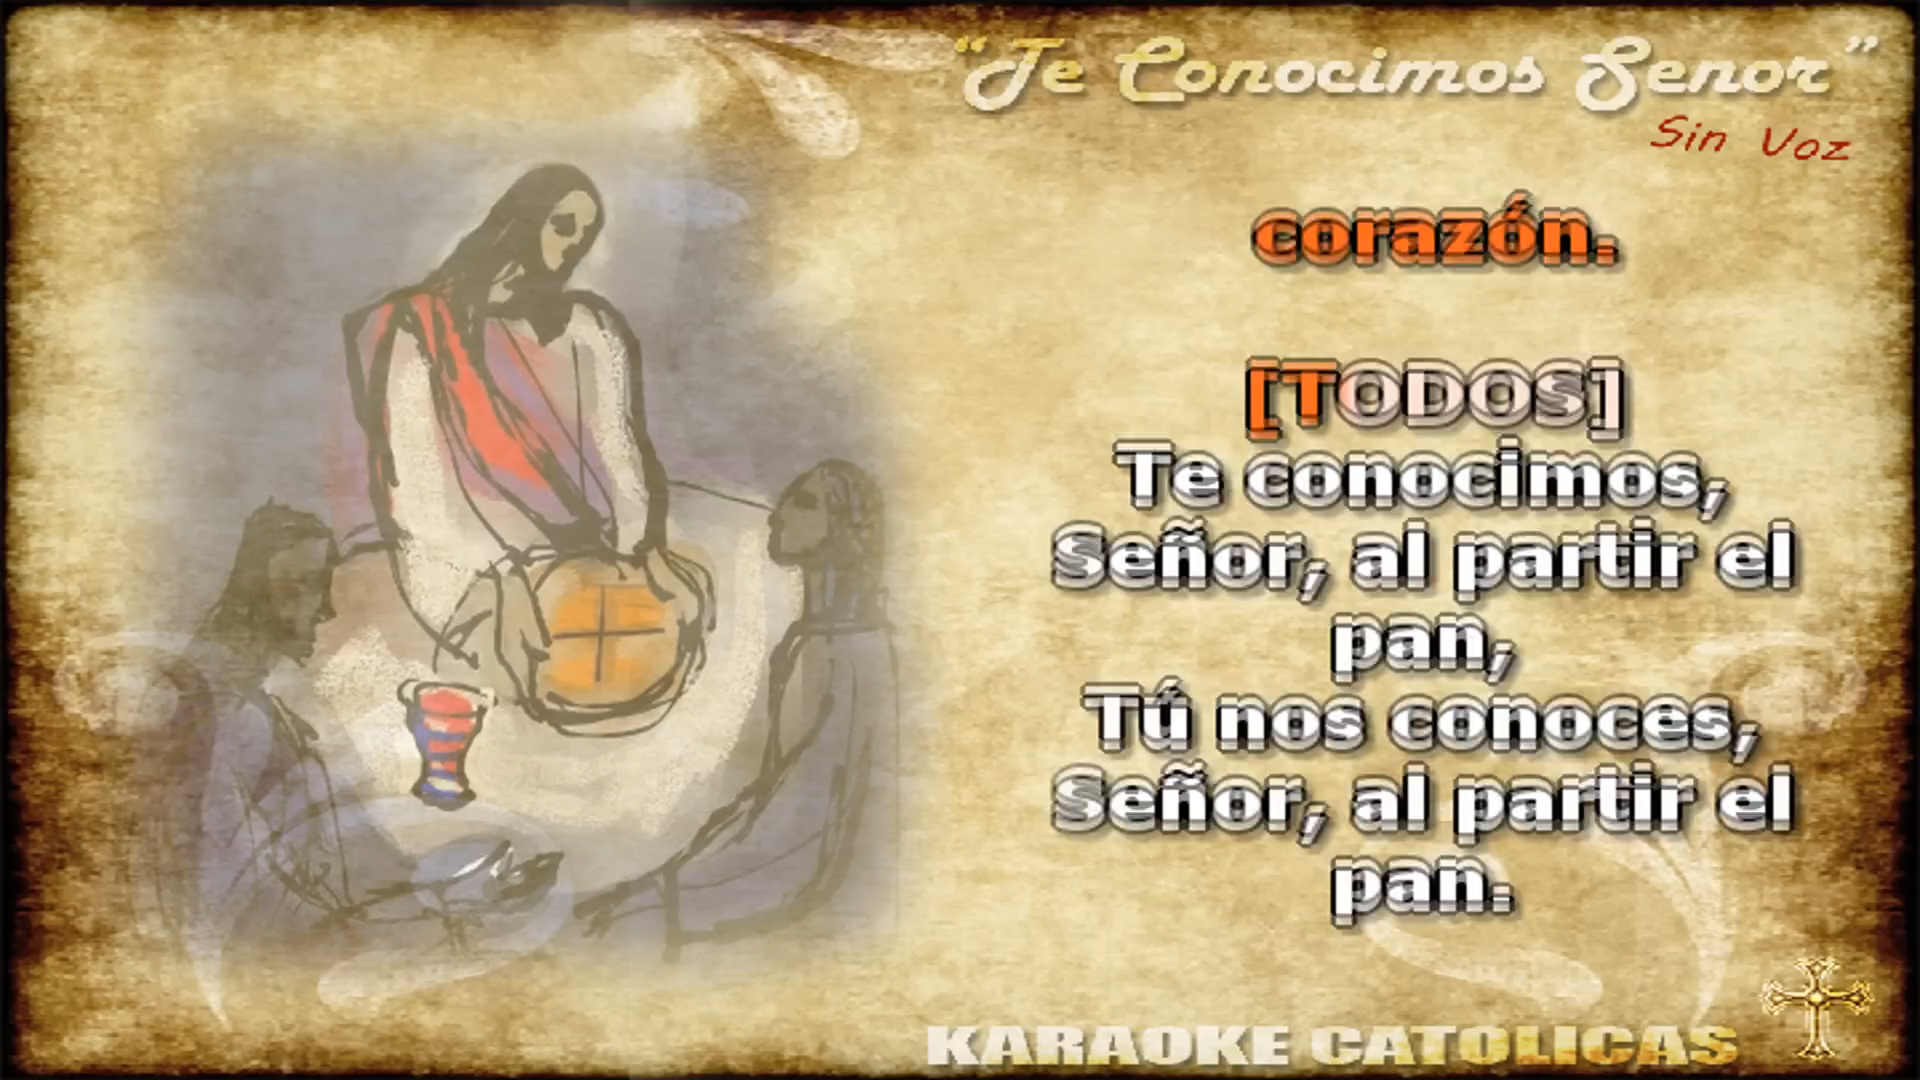 “Te Conocimos Senor”
Sin Voz
corazón.
[TODOS]
Te conocimos,
Señor, al partir el
pan,
Tú nos conoces,
Señor, al partir el
pan.
KARAOKE CATOLICAS